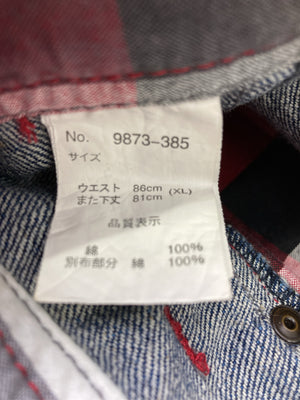 No. 9873-385
サイズ
ウエスト 86cm (XL)
また下丈 81cm
品質表示
綿 100%
別布部分 綿 100%